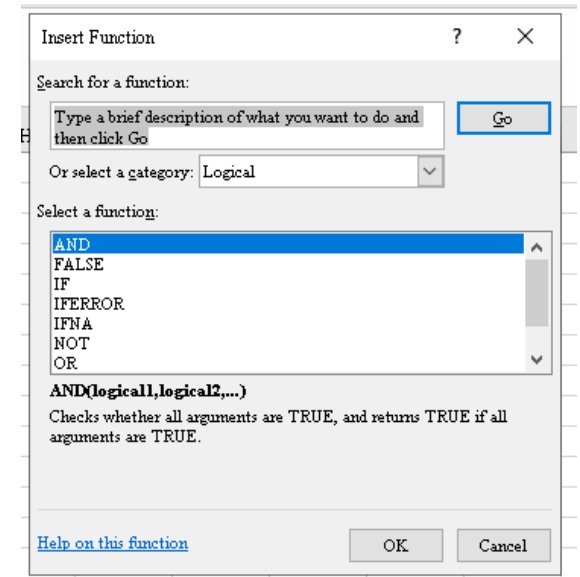 Insert Function
?
Search for a function:
Type a brief description of what you want to do and
then click Go
Go
Or select a category:
Logical
Select a function:
AND
FALSE
IF
IFERROR
IFNA
NOT
OR
AND(logical1,logical2,...)
Checks whether all arguments are TRUE, and returns TRUE if all
arguments are TRUE.
Help on this function
OK
Cancel